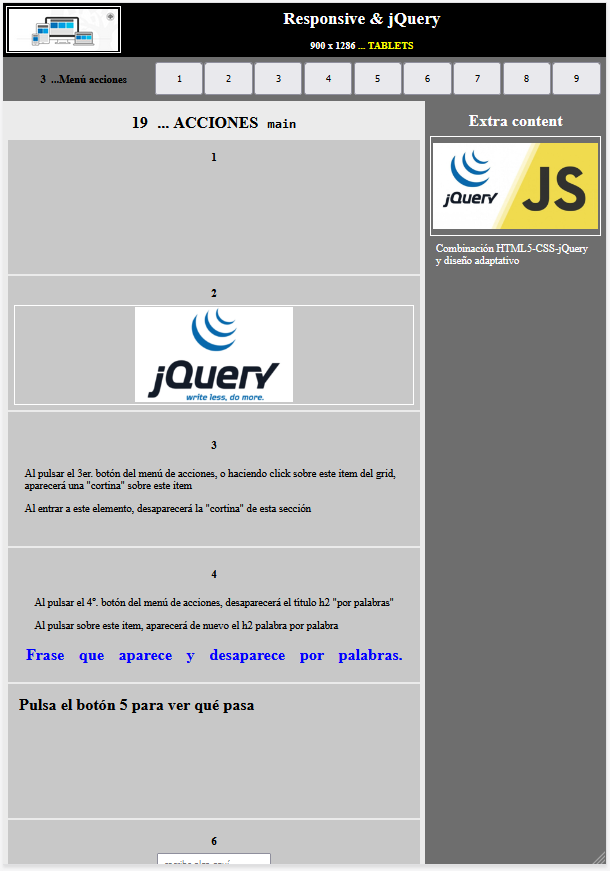 Responsive & jQuery
900 x 1286 ... TABLETS
3 ...Menú acciones
1
2
3
4
5
6
7
8
9
19 ... ACCIONES main
1
2
jQuery
write less, do more.
3
Al pulsar el 3er. botón del menú de acciones, o haciendo click sobre este item del grid,
aparecerá una "cortina" sobre este item
Al entrar a este elemento, desaparecerá la "cortina" de esta sección
4
Al pulsar el 4º. botón del menú de acciones, desaparecerá el título h2 "por palabras"
Al pulsar sobre este item, aparecerá de nuevo el h2 palabra por palabra
Frase que aparece y desaparece por palabras.
Pulsa el botón 5 para ver qué pasa
6
Extra content
jQuery JS
Combinación HTML5-CSS-jQuery
y diseño adaptativo